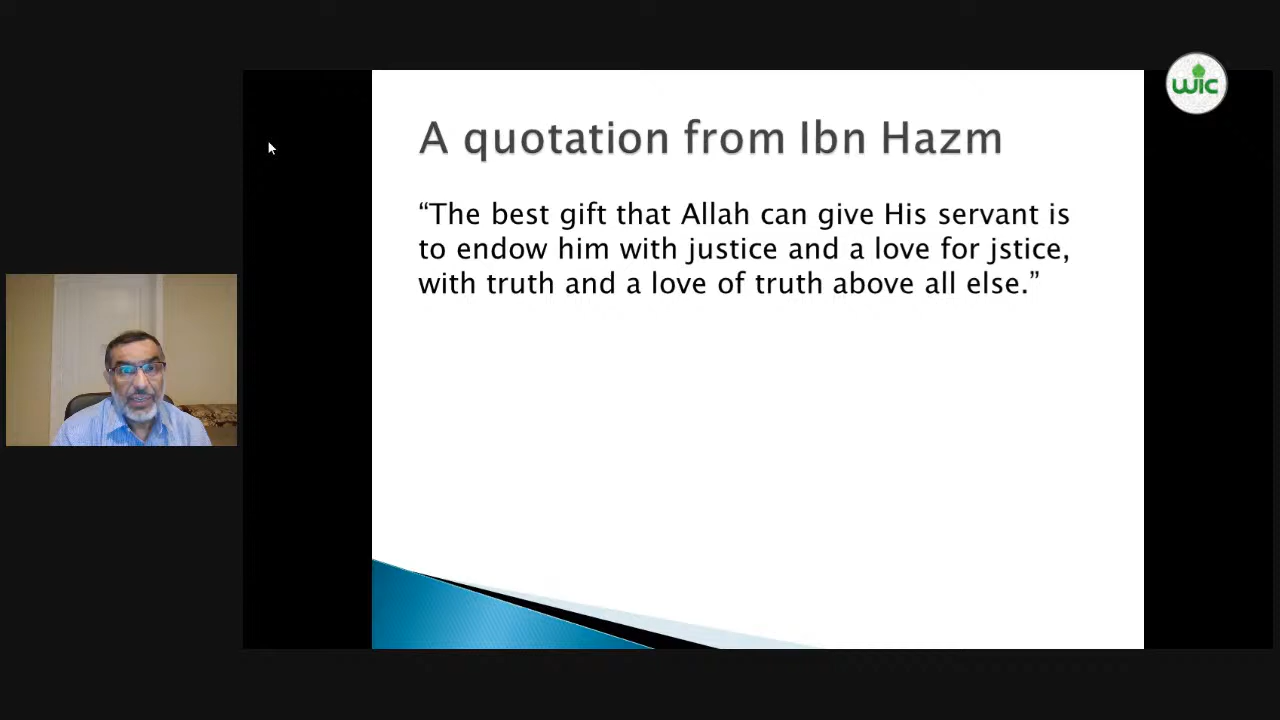 wic
A quotation from Ibn Hazm
“The best gift that Allah can give His servant is
to endow him with justice and a love for jstice,
with truth and a love of truth above all else.”